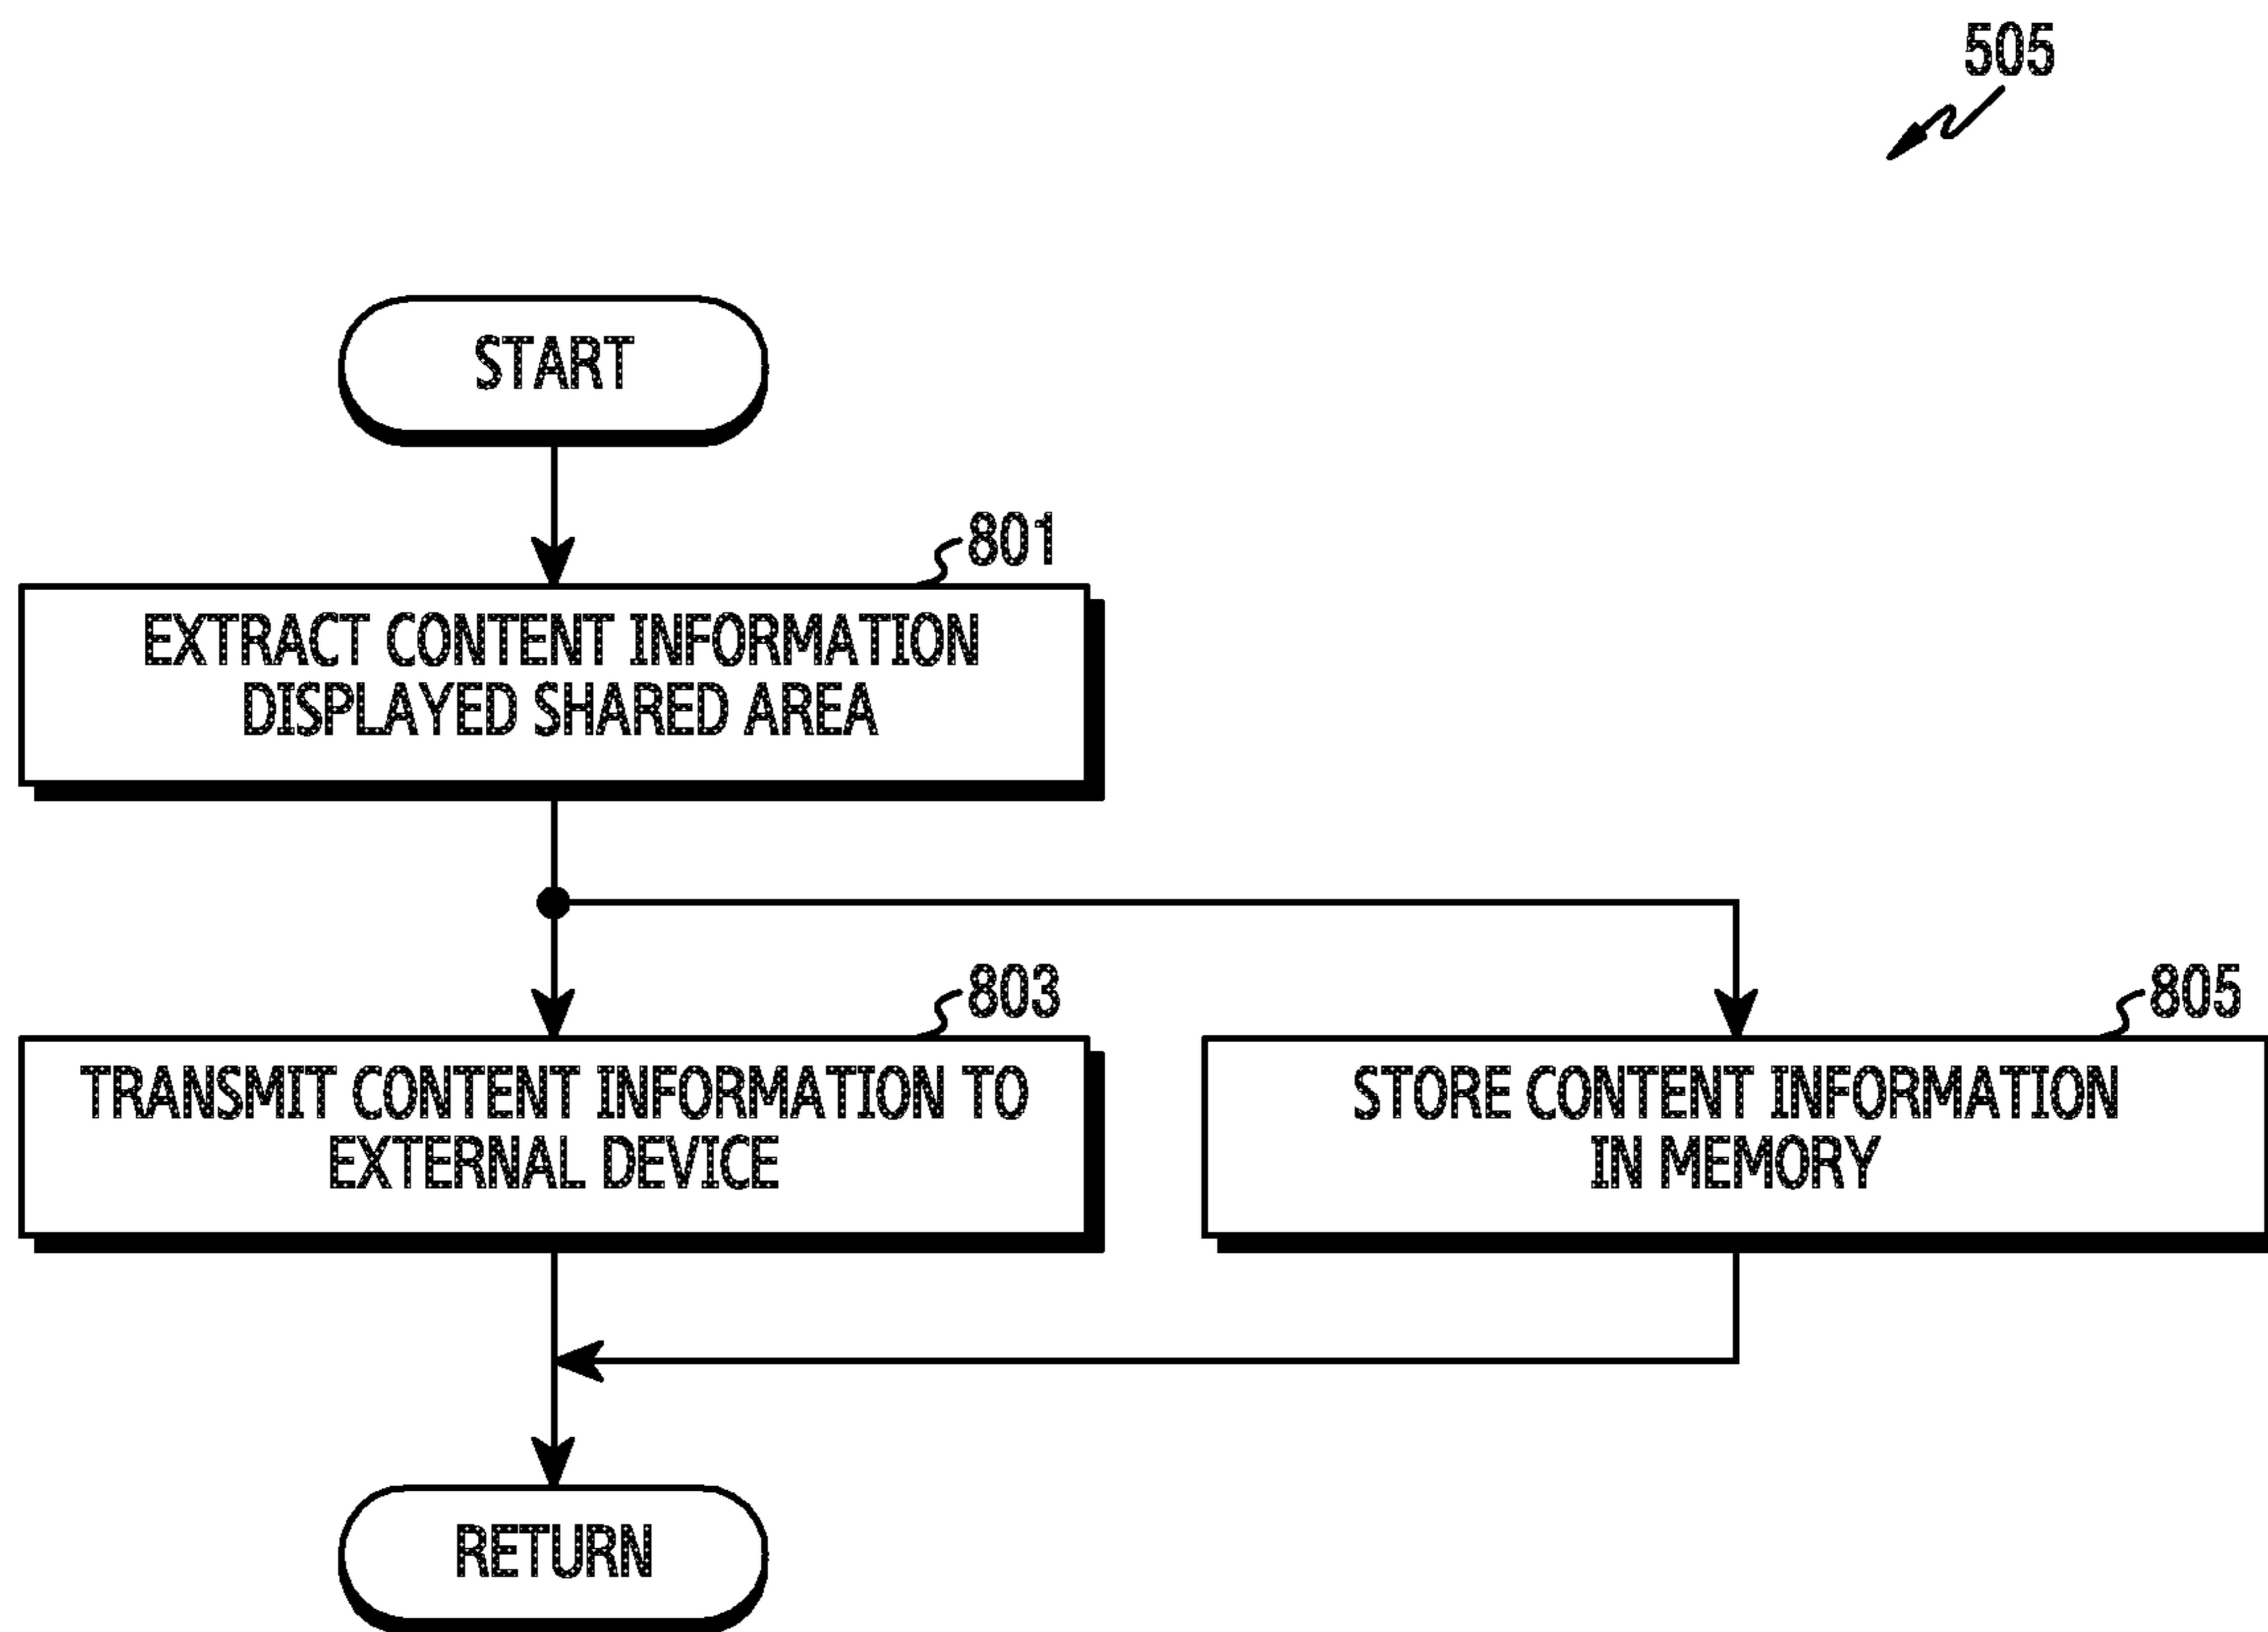 505
START
801
EXTRACT CONTENT INFORMATION
DISPLAYED SHARED AREA
803
TRANSMIT CONTENT INFORMATION TO
EXTERNAL DEVICE
805
STORE CONTENT INFORMATION
IN MEMORY
RETURN